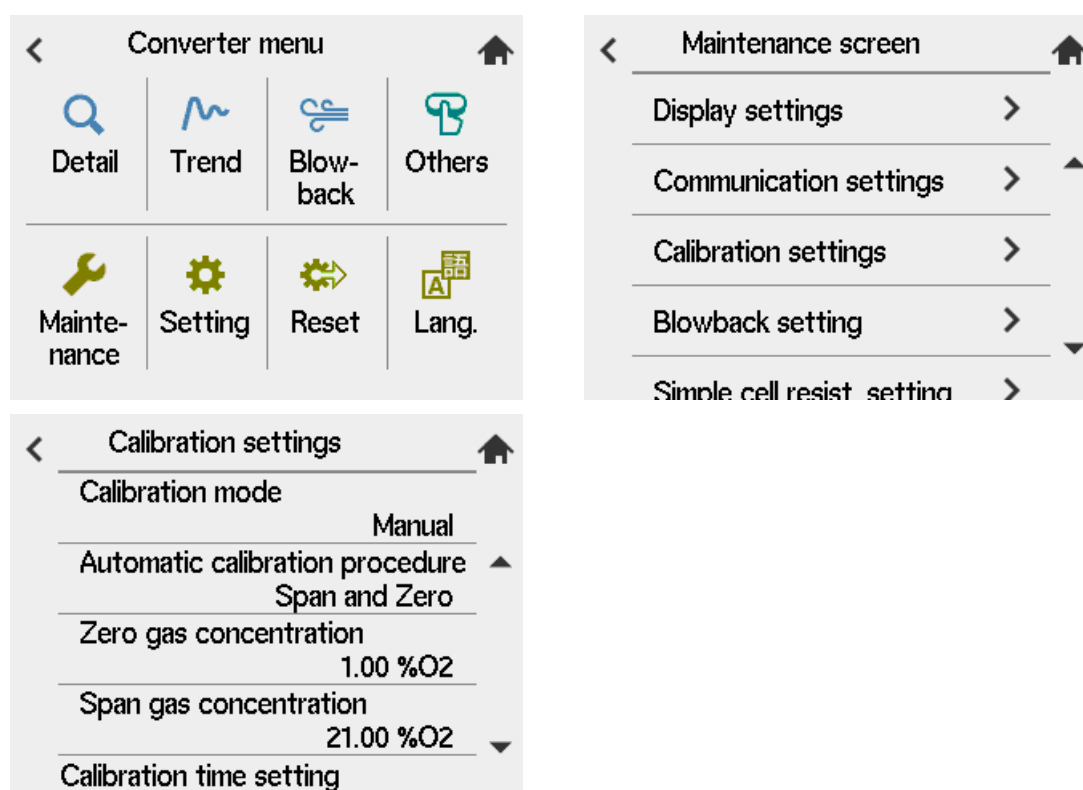 Converter menu
Detail
Trend
Blow-
back
Others
Mainte-
nance
Setting
Reset
語
A
Lang.
Maintenance screen
Display settings
Communication settings
Calibration settings
Blowback setting
Simple cell resist. setting
Calibration settings
Calibration mode
Manual
Automatic calibration procedure
Span and Zero
Zero gas concentration
1.00 %O2
Span gas concentration
21.00 %O2
Calibration time setting